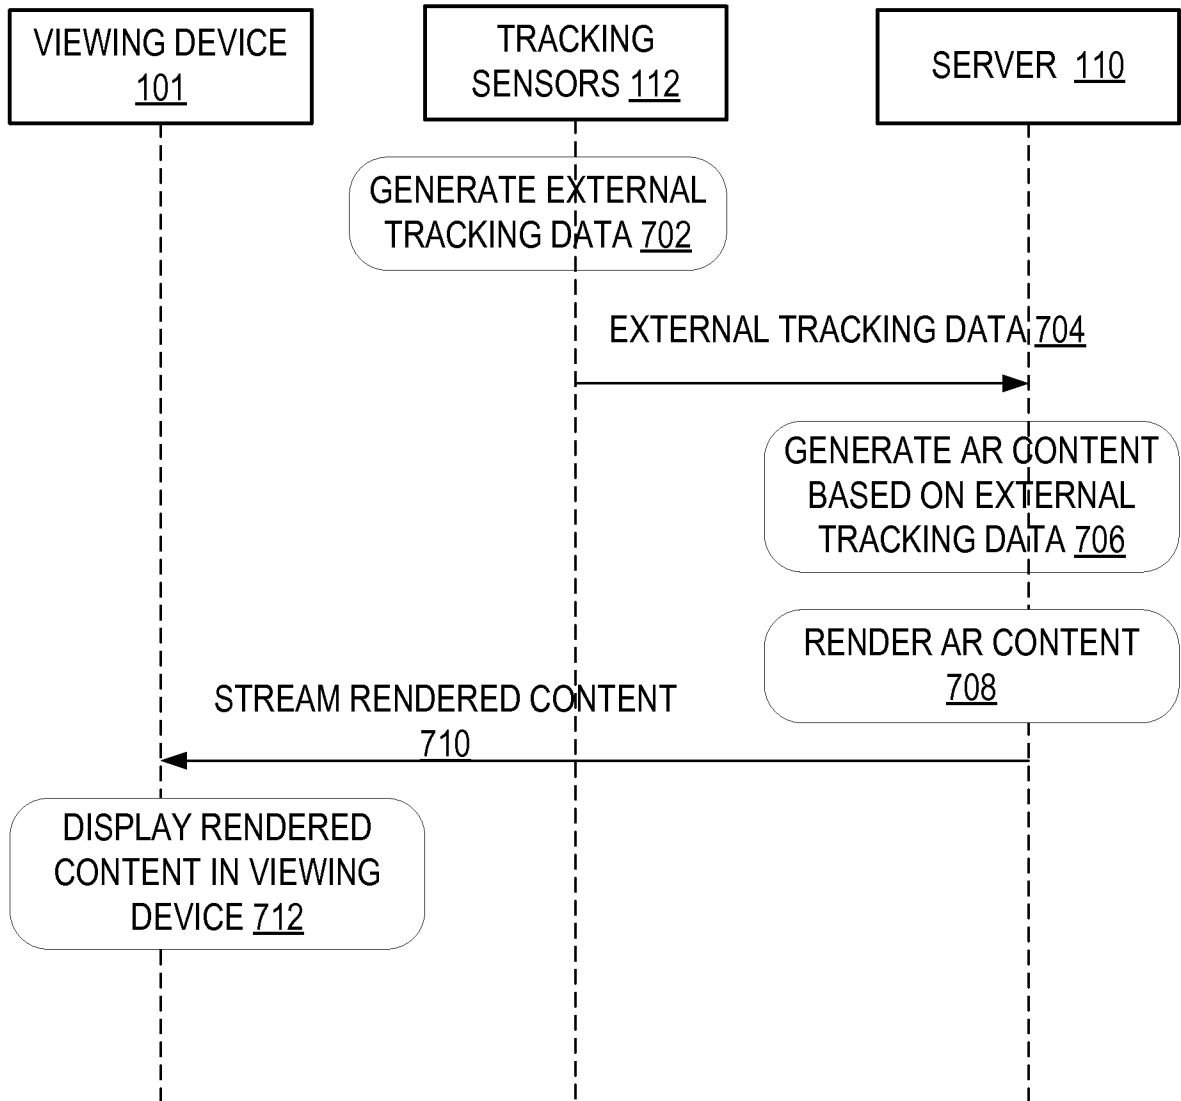 VIEWING DEVICE
101
TRACKING
SENSORS 112
SERVER 110
GENERATE EXTERNAL
TRACKING DATA 702
EXTERNAL TRACKING DATA 704
GENERATE AR CONTENT
BASED ON EXTERNAL
TRACKING DATA 706
RENDER AR CONTENT
708
STREAM RENDERED CONTENT
710
DISPLAY RENDERED
CONTENT IN VIEWING
DEVICE 712